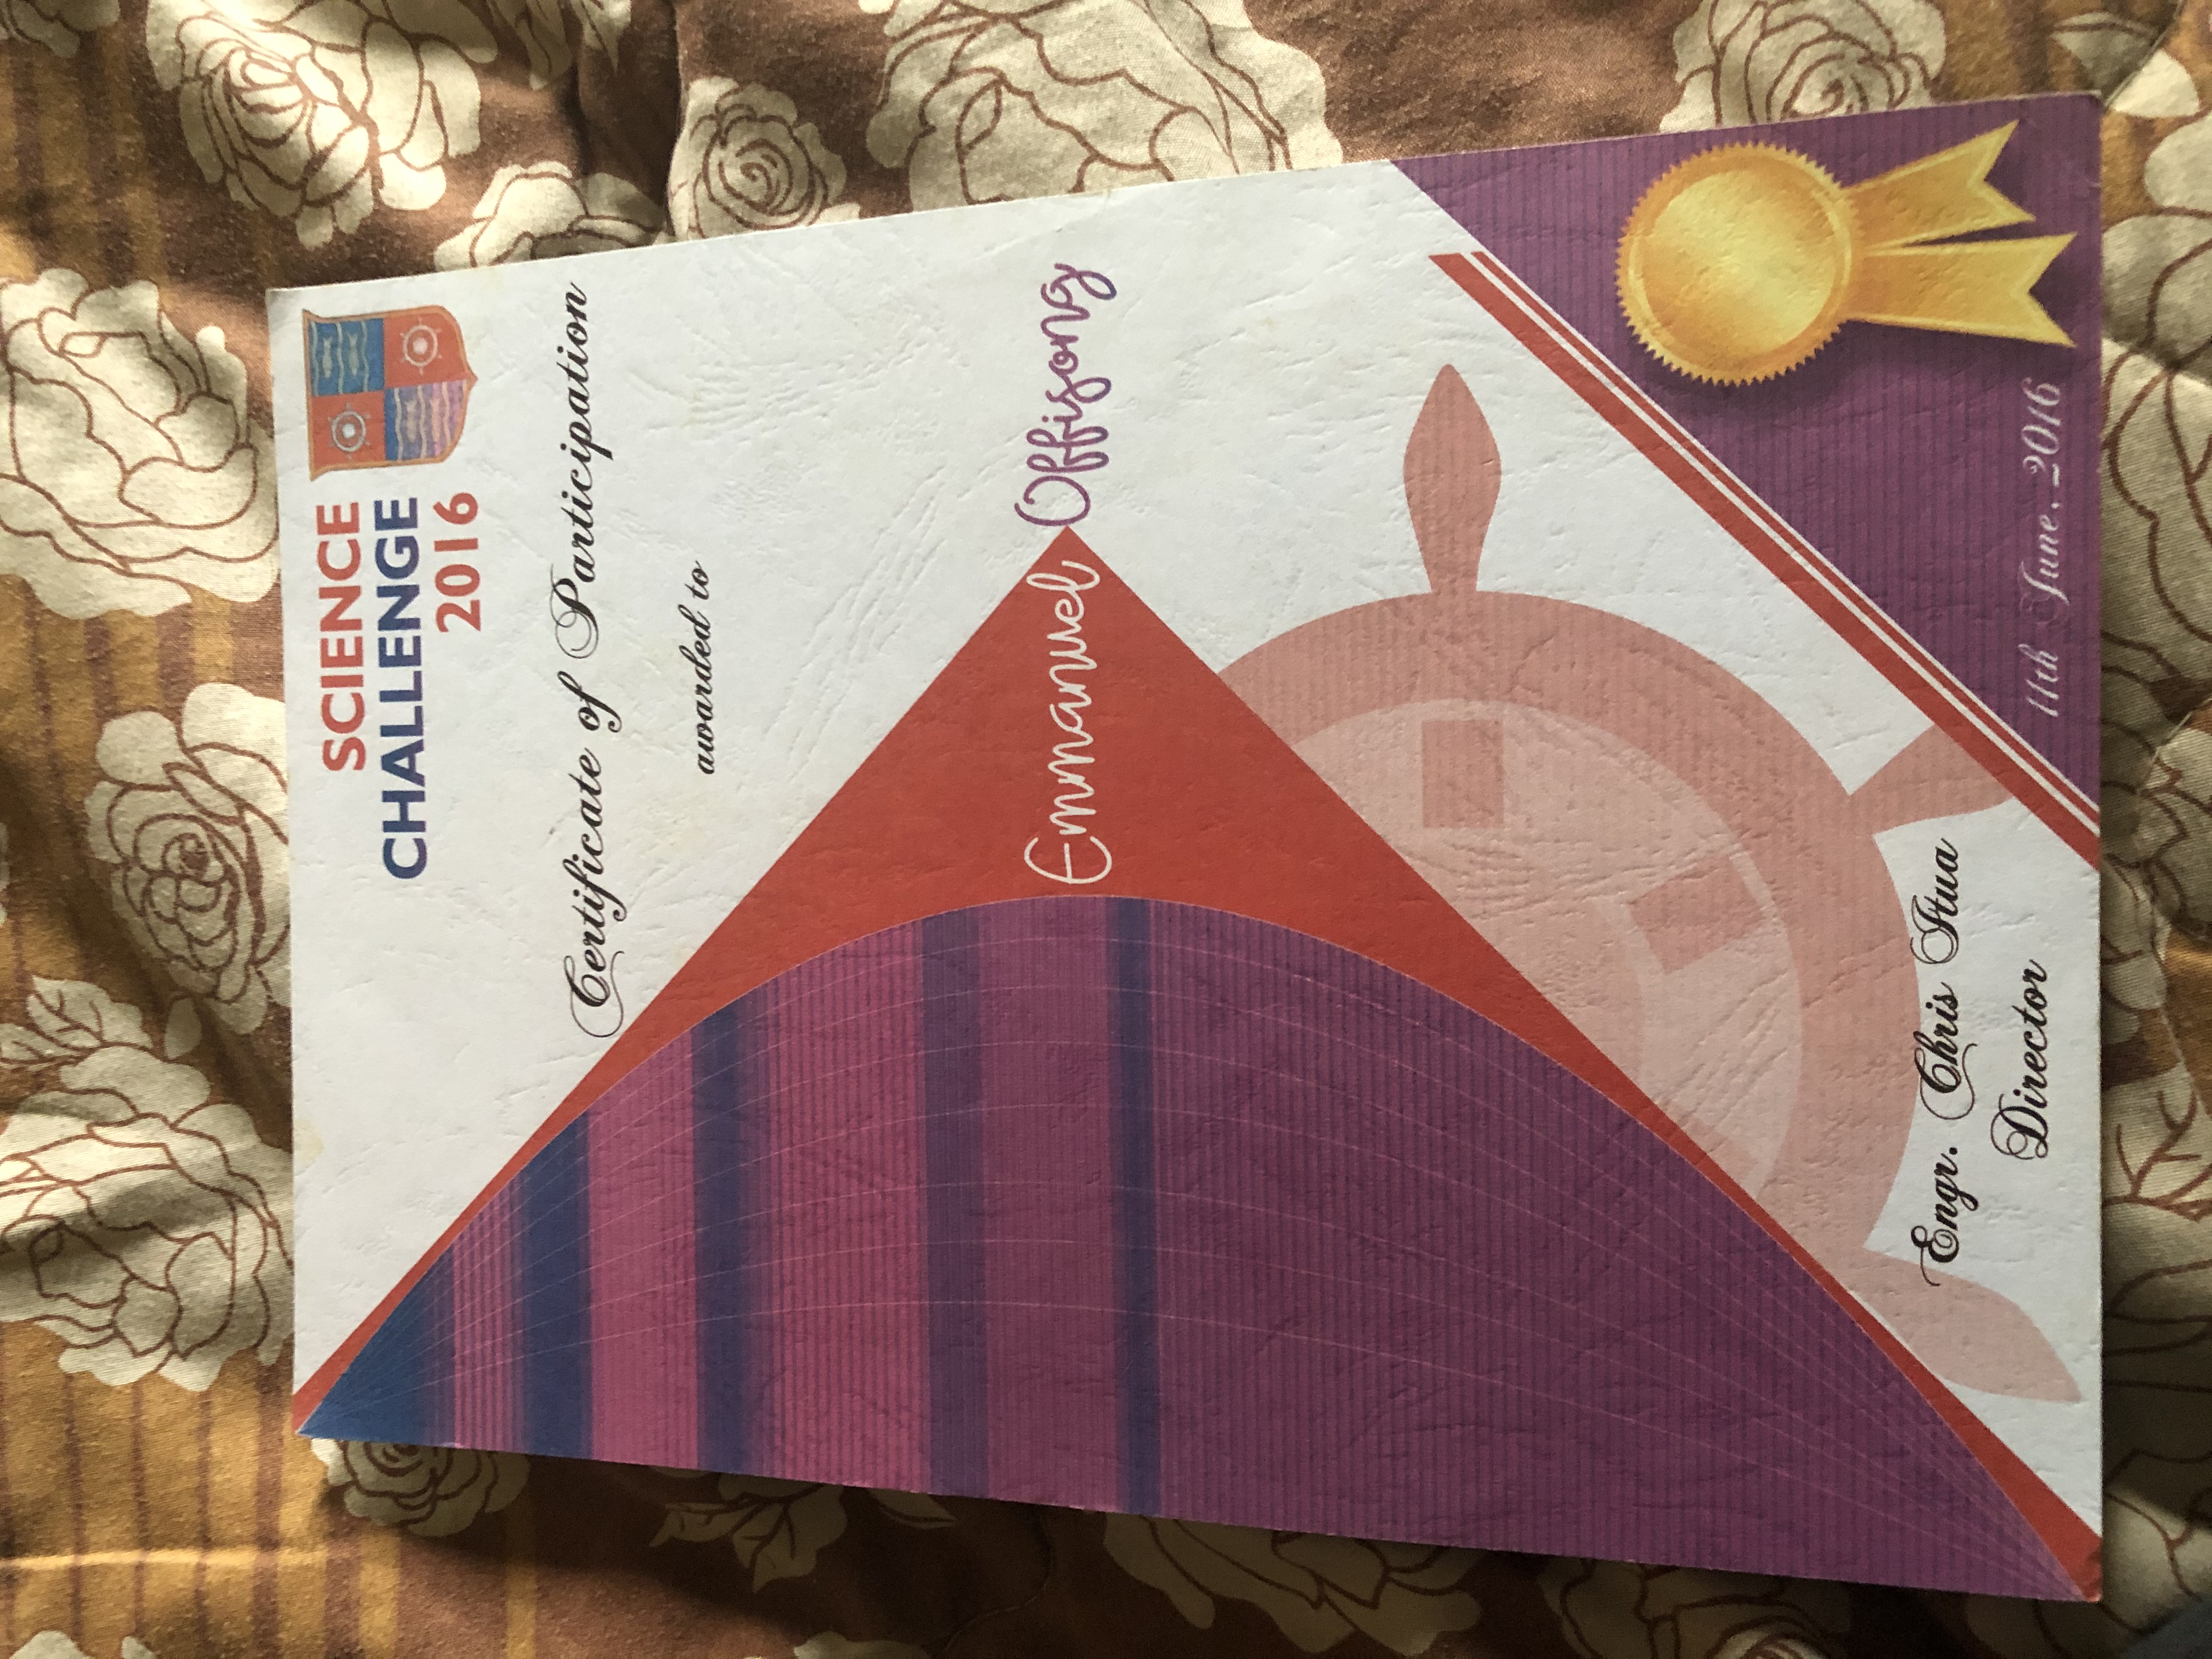 SCIENCE
CHALLENGE
2016
Certificate of Participation
awarded to
Emmanuel Offisong
Engr. Chris Itua
Director
11th June, 2016